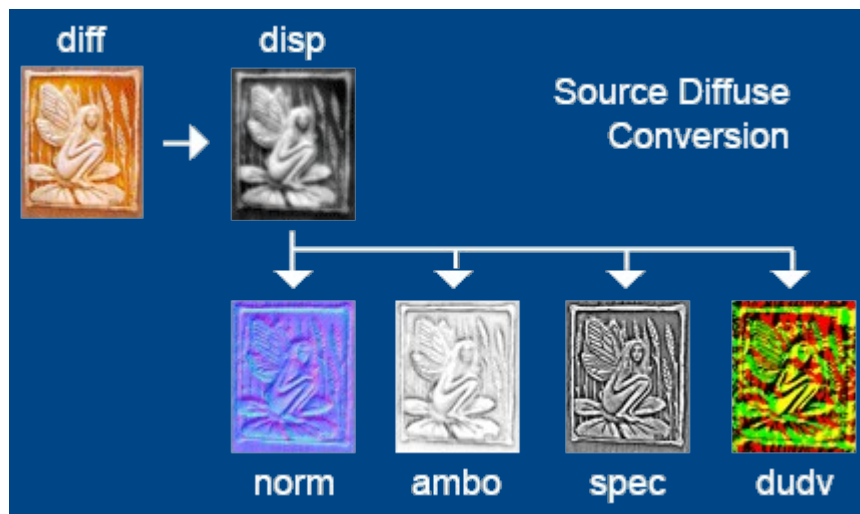 diff
disp
Source Diffuse
Conversion
norm
ambo
spec
dudv